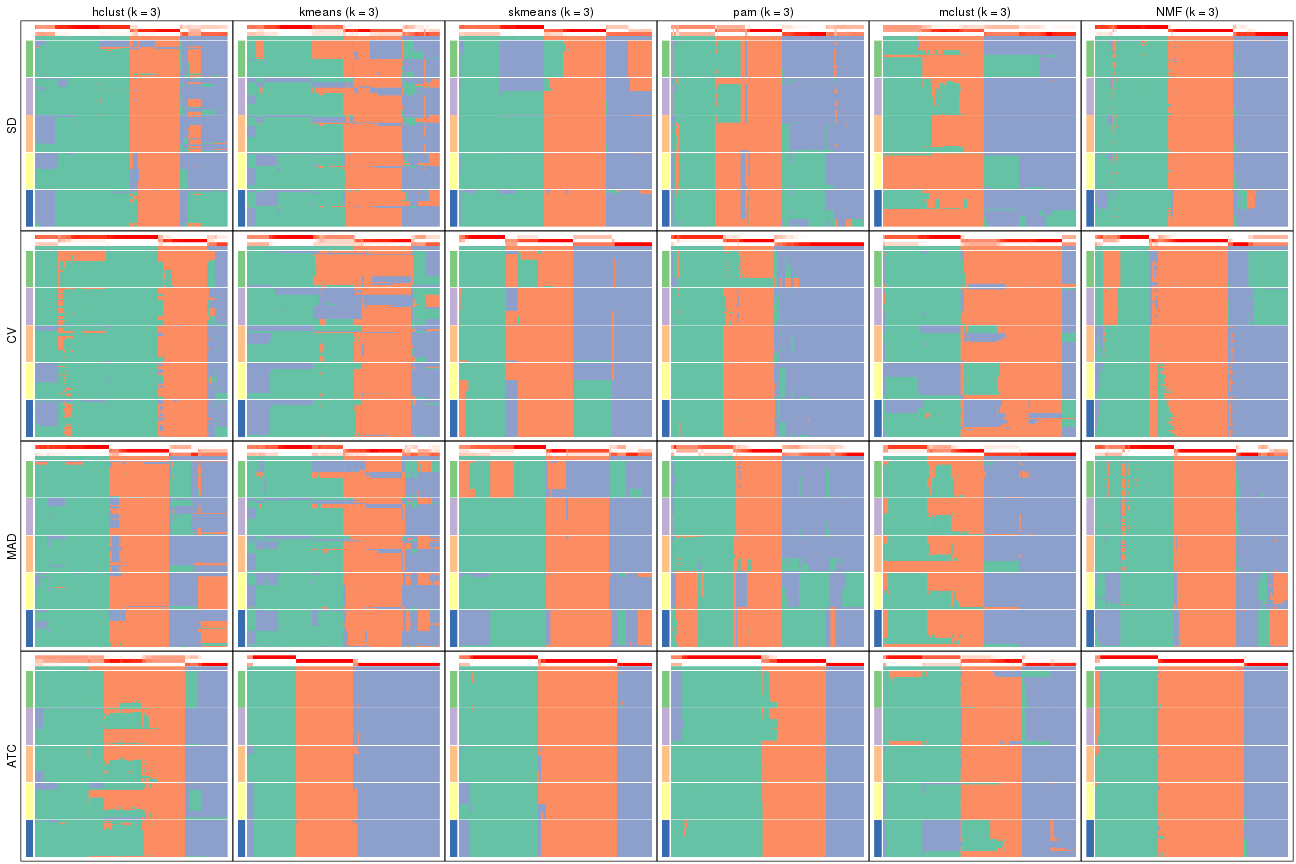 hclust (k = 3) kmeans (k = 3) skmeans (k = 3) pam (k = 3) mclust (k = 3) NMF (k = 3)
SD
CV
MAD
ATC